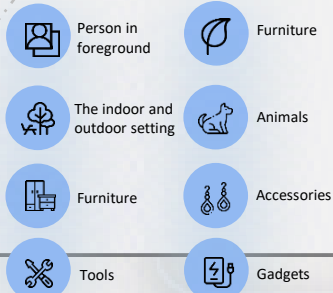 Person in
foreground
Furniture
The indoor and
outdoor setting
Animals
Furniture
Accessories
Tools
Gadgets